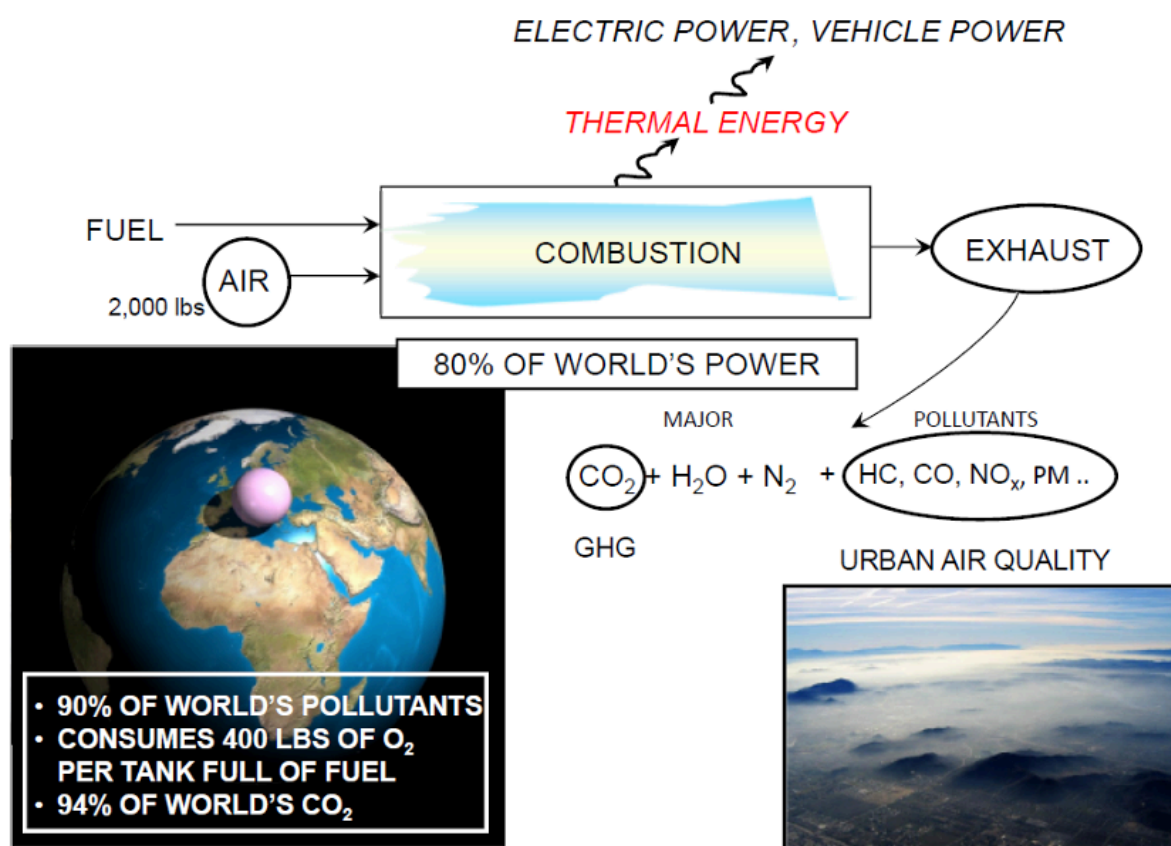 ELECTRIC POWER, VEHICLE POWER
THERMAL ENERGY
FUEL
COMBUSTION
EXHAUST
AIR
2,000 lbs
80% OF WORLD'S POWER
MAJOR
POLLUTANTS
CO₂ + H₂O + N₂ + HC, CO, NOₓ, PM ..
GHG
URBAN AIR QUALITY
• 90% OF WORLD'S POLLUTANTS
• CONSUMES 400 LBS OF O₂
PER TANK FULL OF FUEL
• 94% OF WORLD'S CO₂